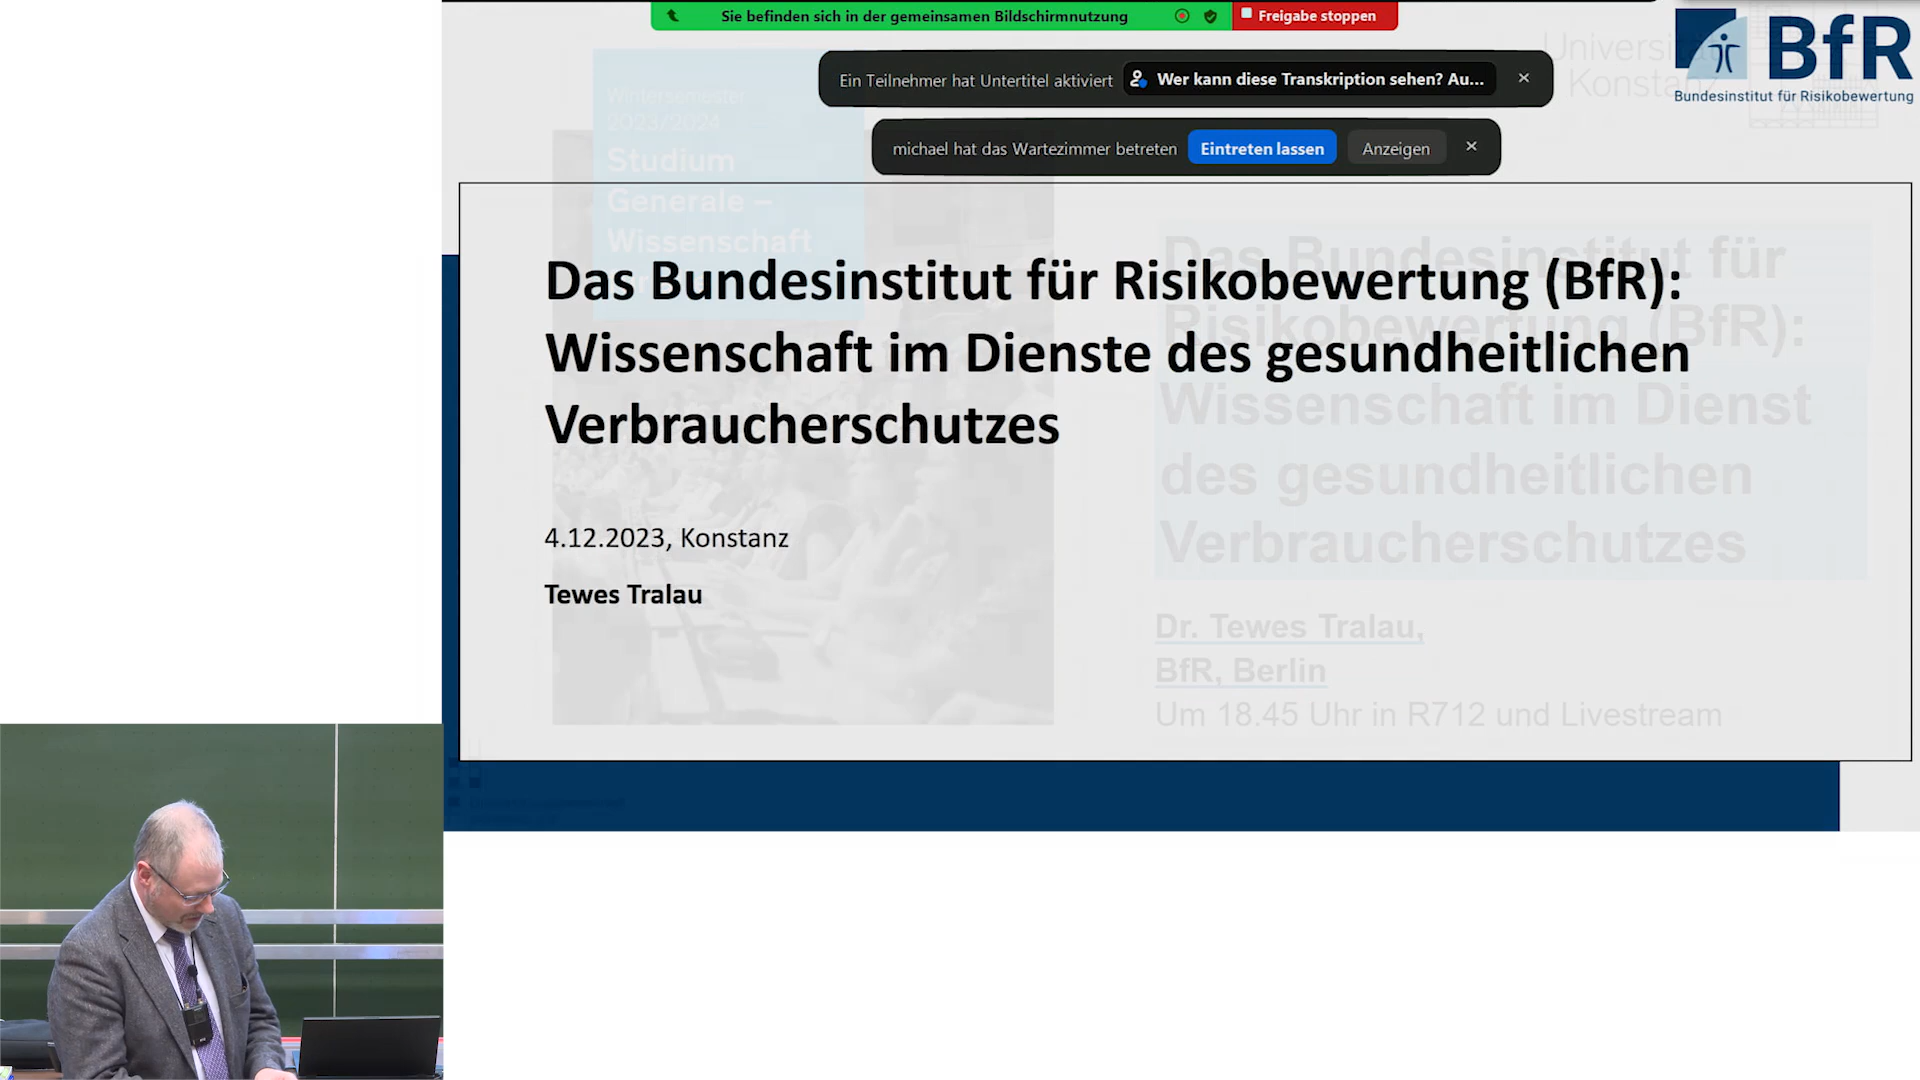 Sie befinden sich in der gemeinsamen Bildschirmnutzung
Freigabe stoppen
Ein Teilnehmer hat Untertitel aktiviert
Wer kann diese Transkription sehen? Au...
michael hat das Wartezimmer betreten
Eintreten lassen
Anzeigen
BfR
Bundesinstitut für Risikobewertung
Konstanz
Wintersemester
2023/2024
Studium
Generale –
Wissenschaft
Das Bundesinstitut für Risikobewertung (BfR):
Wissenschaft im Dienste des gesundheitlichen
Verbraucherschutzes
4.12.2023, Konstanz
Tewes Tralau
Das Bundesinstitut für
Risikobewertung (BfR):
Wissenschaft im Dienst
des gesundheitlichen
Verbraucherschutzes
Dr. Tewes Tralau,
BfR, Berlin
Um 18.45 Uhr in R712 und Livestream